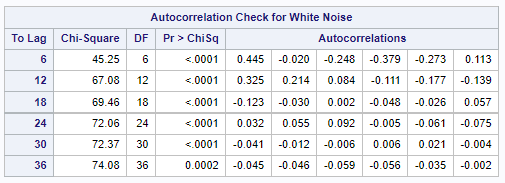 Autocorrelation Check for White Noise
To Lag Chi-Square DF Pr > ChiSq Autocorrelations
6 45.25 6 <.0001 0.445 -0.020 -0.248 -0.379 -0.273 0.113
12 67.08 12 <.0001 0.325 0.214 0.084 -0.111 -0.177 -0.139
18 69.46 18 <.0001 -0.123 -0.030 0.002 -0.048 -0.026 0.057
24 72.06 24 <.0001 0.032 0.055 0.092 -0.005 -0.061 -0.075
30 72.37 30 <.0001 -0.041 -0.012 -0.006 0.006 0.021 -0.004
36 74.08 36 0.0002 -0.045 -0.046 -0.059 -0.056 -0.035 -0.002